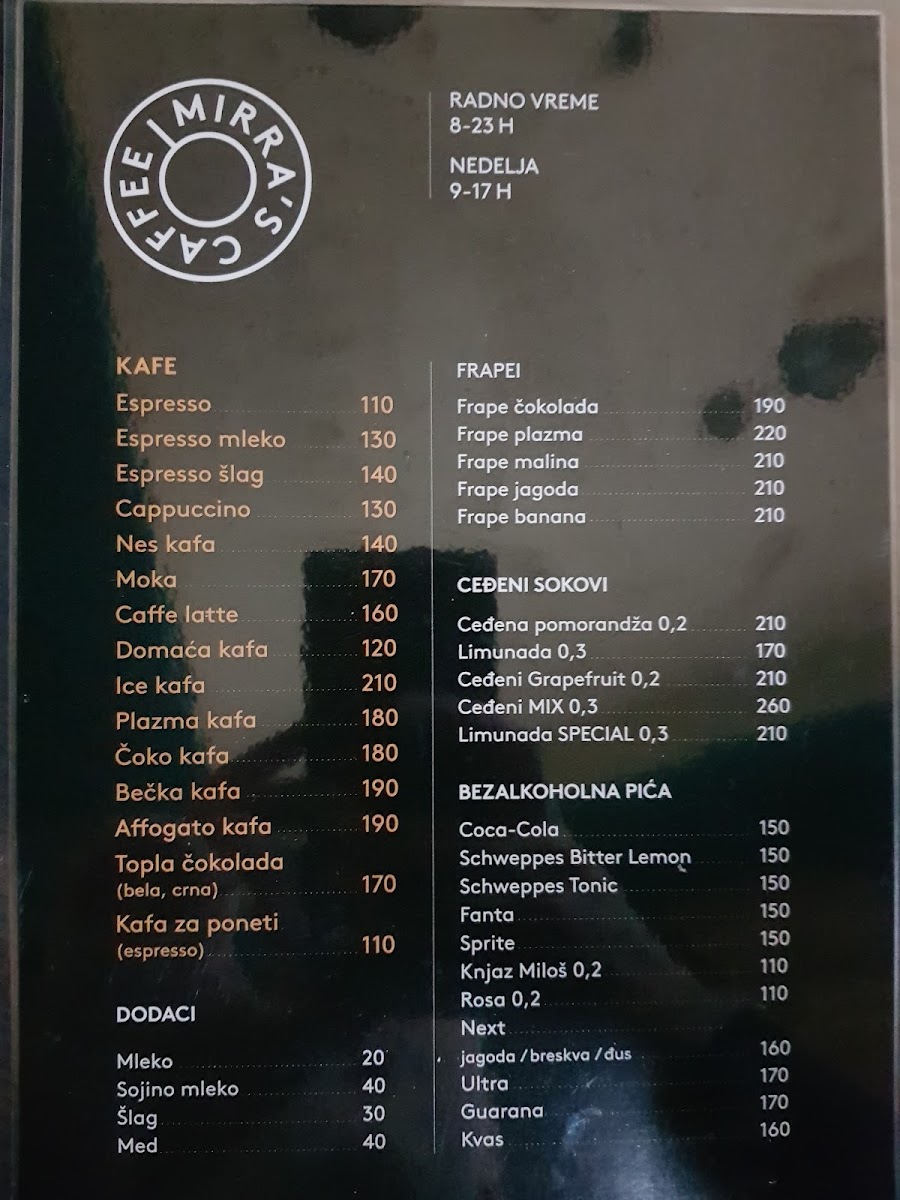 MIRRA'S CAFFEE |
RADNO VREME
8-23 H
NEDELJA
9-17 H
KAFE
Espresso 110
Espresso mleko 130
Espresso šlag 140
Cappuccino 130
Nes kafa 140
Moka 170
Caffe latte 160
Domaća kafa 120
Ice kafa 210
Plazma kafa 180
Čoko kafa 180
Bečka kafa 190
Affogato kafa 190
Topla čokolada
(bela, crna) 170
Kafa za poneti
(espresso) 110
DODACI
Mleko 20
Sojino mleko 40
Šlag 30
Med 40
FRAPEI
Frape čokolada 190
Frape plazma 220
Frape malina 210
Frape jagoda 210
Frape banana 210
CEĐENI SOKOVI
Ceđena pomorandža 0,2 210
Limunada 0,3 170
Ceđeni Grapefruit 0,2 210
Ceđeni MIX 0,3 260
Limunada SPECIAL 0,3 210
BEZALKOHOLNA PIĆA
Coca-Cola 150
Schweppes Bitter Lemon 150
Schweppes Tonic 150
Fanta 150
Sprite 150
Knjaz Miloš 0,2 110
Rosa 0,2 110
Next
jagoda / breskva / đus 160
Ultra 170
Guarana 170
Kvas 160